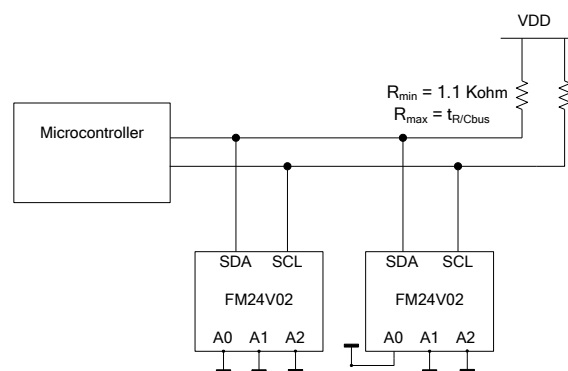 VDD
Rmin = 1.1 Kohm
Rmax = tR/Cbus
Microcontroller
SDA SCL
SDA SCL
FM24V02
FM24V02
A0 A1 A2
A0 A1 A2